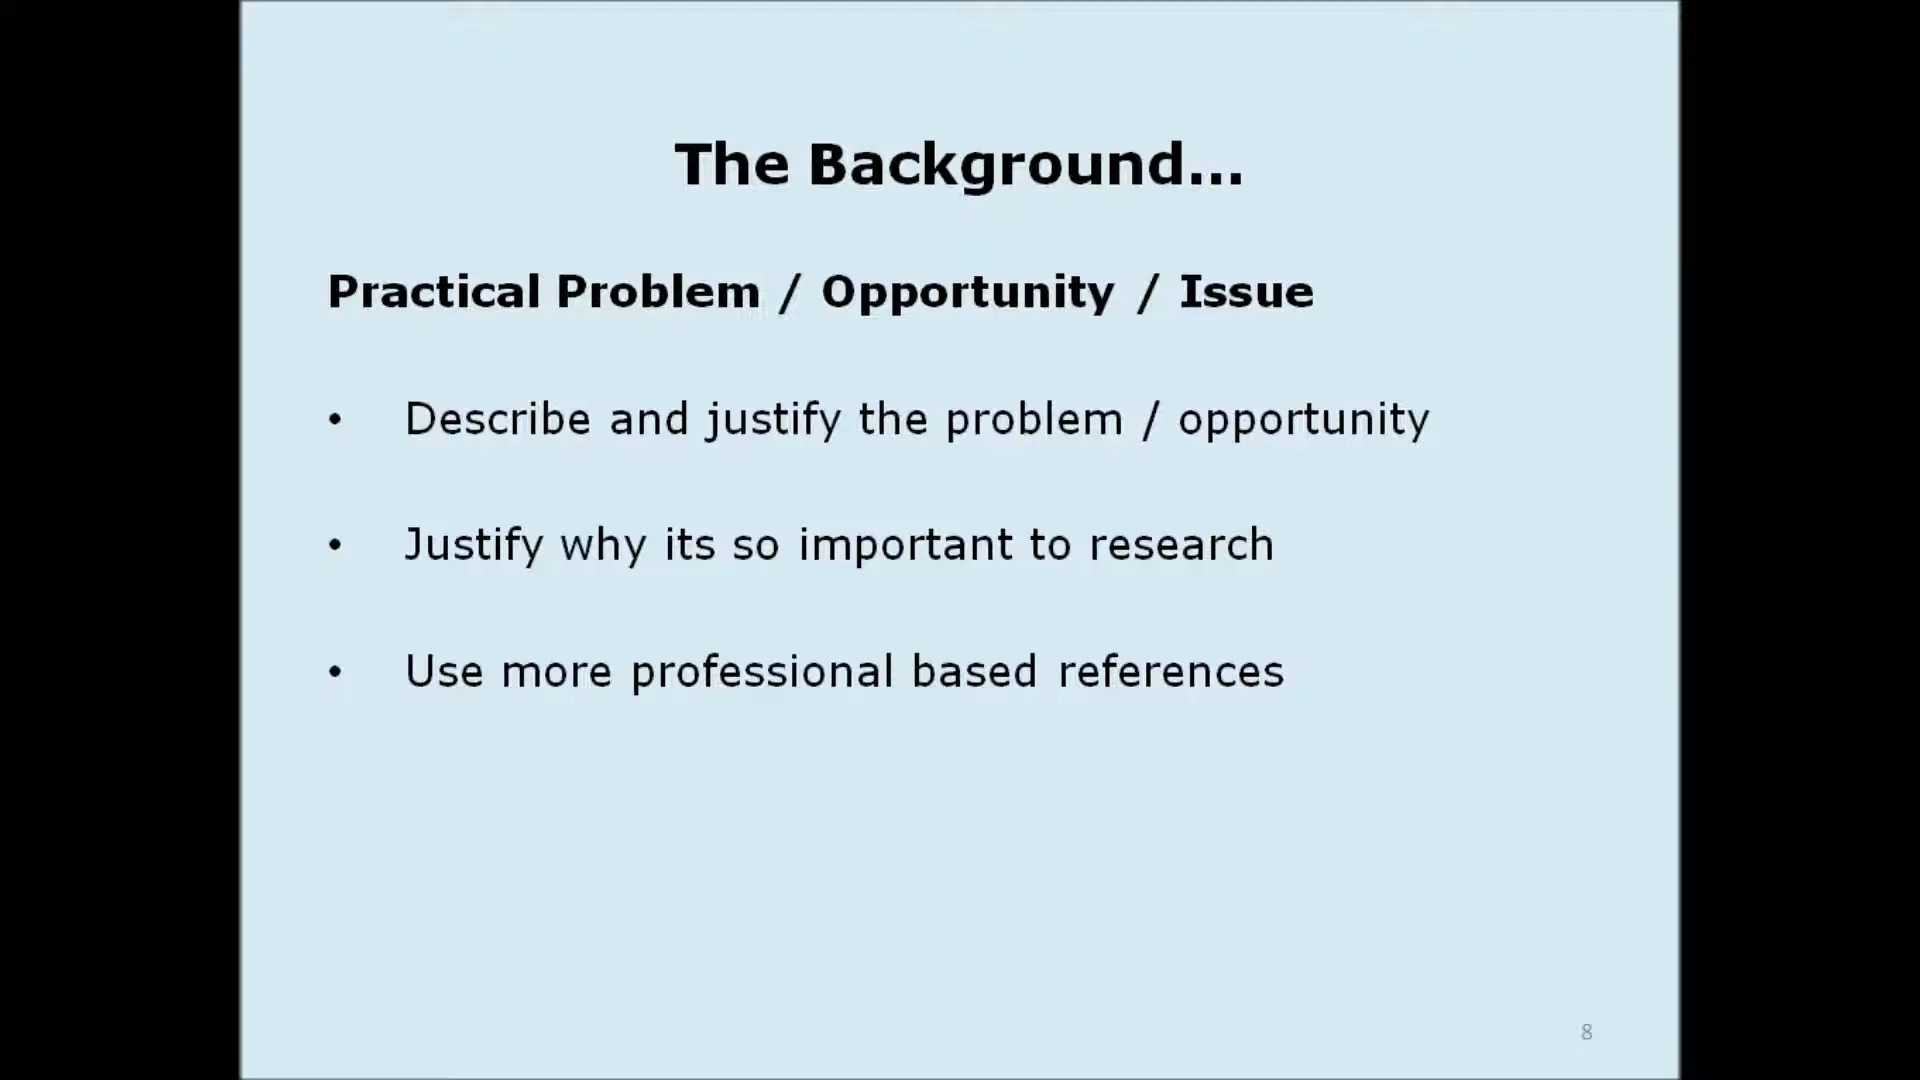 The Background...
Practical Problem / Opportunity / Issue
• Describe and justify the problem / opportunity
• Justify why its so important to research
• Use more professional based references
8